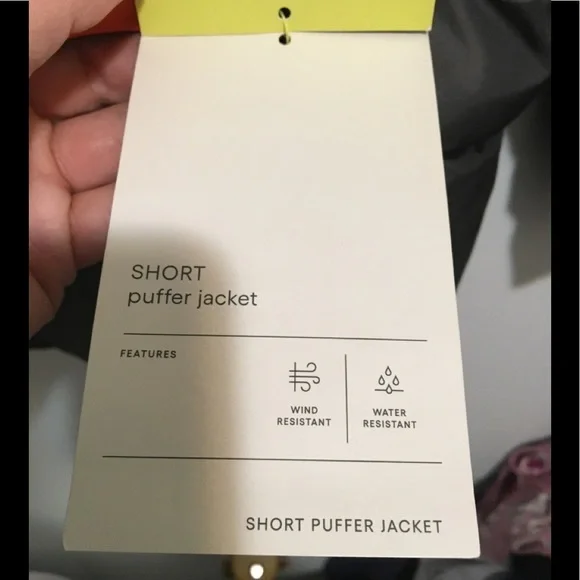 SHORT
puffer jacket
FEATURES
WIND
RESISTANT
WATER
RESISTANT
SHORT PUFFER JACKET